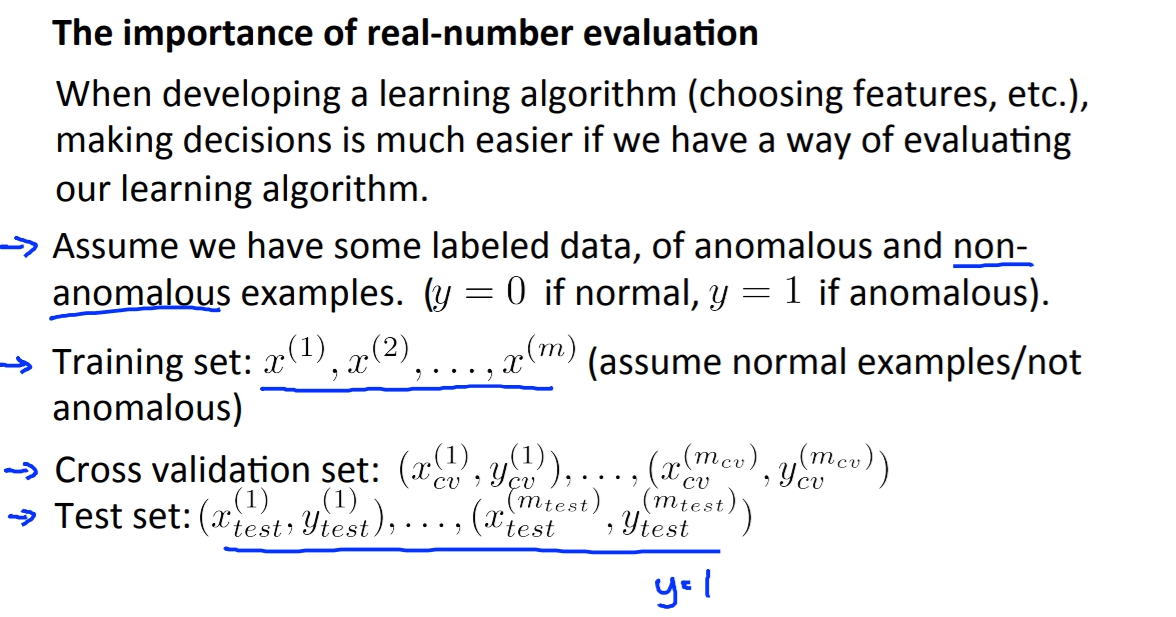 The importance of real-number evaluation
When developing a learning algorithm (choosing features, etc.),
making decisions is much easier if we have a way of evaluating
our learning algorithm.
→ Assume we have some labeled data, of anomalous and non-
anomalous examples. (y = 0 if normal, y = 1 if anomalous).
→ Training set: x^{(1)}, x^{(2)}, . . . , x^{(m)} (assume normal examples/not
anomalous)
→ Cross validation set: (x_{cv}^{(1)}, y_{cv}^{(1)}), . . . , (x_{cv}^{(m_{cv})}, y_{cv}^{(m_{cv})})
→ Test set: (x_{test}^{(1)}, y_{test}^{(1)}), . . . , (x_{test}^{(m_{test})}, y_{test}^{(m_{test})})
y=1